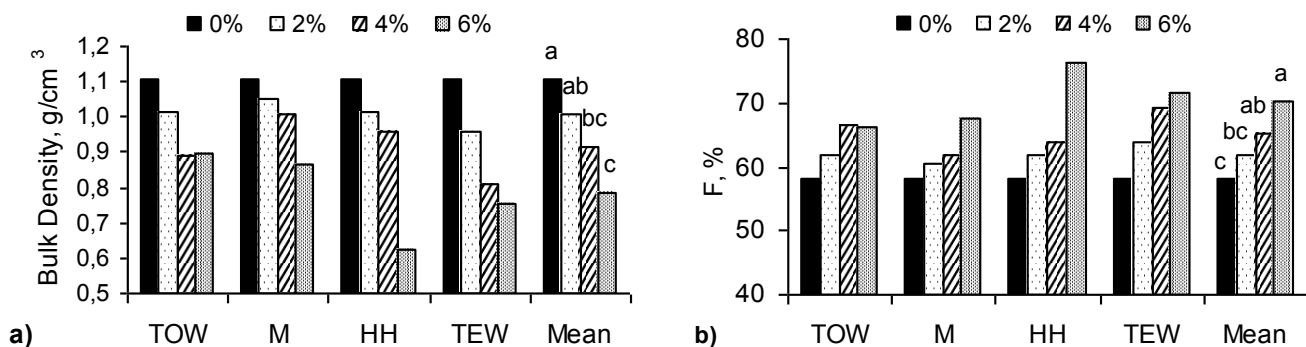 0% 2% 4% 6%
1,2
1,1
1,0
0,9
0,8
0,7
0,6
0,5
Bulk Density, g/cm3
a
ab
bc
c
TOW M HH TEW Mean
a)
0% 2% 4% 6%
80
70
60
50
40
F, %
a
ab
bc
c
TOW M HH TEW Mean
b)